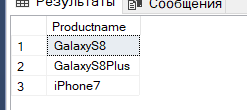 Результаты Сообщения
Productname
1 GalaxyS8
2 GalaxyS8Plus
3 iPhone7